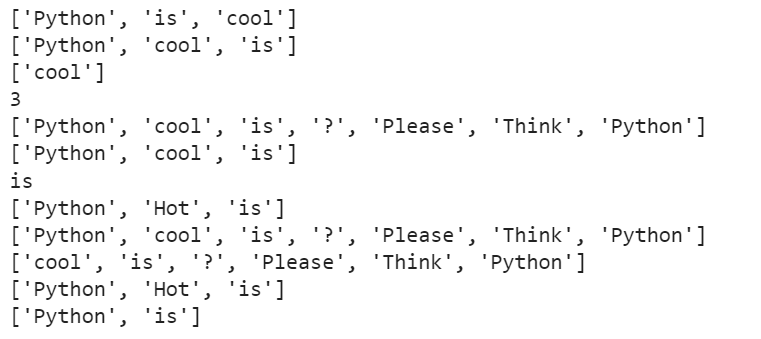 ['Python', 'is', 'cool']
['Python', 'cool', 'is']
['cool']
3
['Python', 'cool', 'is', '?', 'Please', 'Think', 'Python']
['Python', 'cool', 'is']
is
['Python', 'Hot', 'is']
['Python', 'cool', 'is', '?', 'Please', 'Think', 'Python']
['cool', 'is', '?', 'Please', 'Think', 'Python']
['Python', 'Hot', 'is']
['Python', 'is']